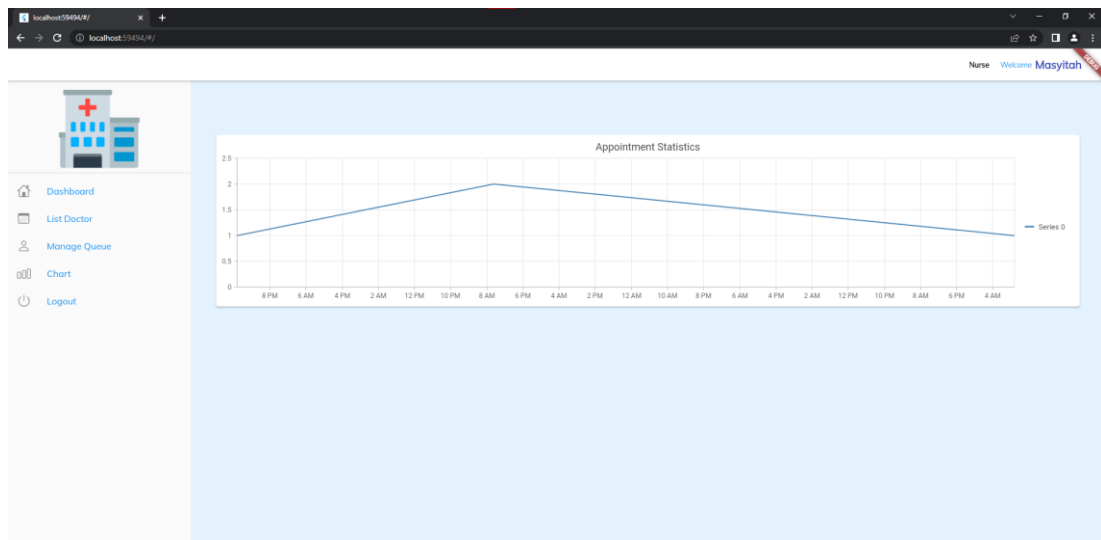 localhost:59494/#/
localhost:59494/#/
Nurse Welcome Masyitah
DEBUG
Dashboard
List Doctor
Manage Queue
Chart
Logout
Appointment Statistics
2.5
2
1.5
1
0.5
0
8 PM 6 AM 4 PM 2 AM 12 PM 10 PM 8 AM 6 PM 4 AM 2 PM 12 AM 10 AM 8 PM 6 AM 4 PM 2 AM 12 PM 10 PM 8 AM 6 PM 4 AM
Series 0